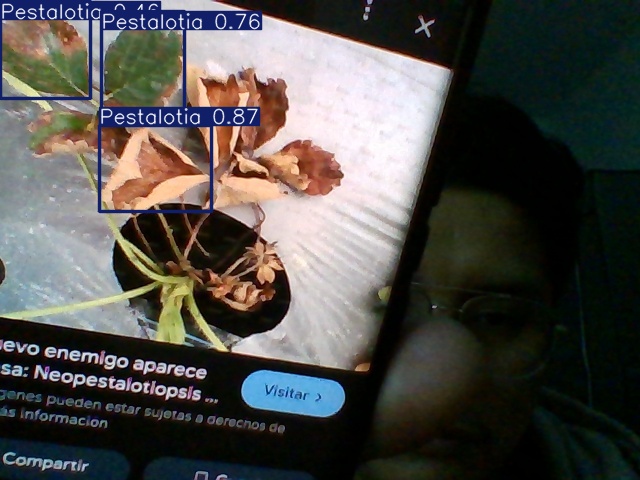 Pestalotia 0.46
Pestalotia 0.76
Pestalotia 0.87
evo enemigo aparece
sa: Neopestalotiopsis ...
Visitar >
genes pueden estar sujetas a derechos de
ás información
Compartir